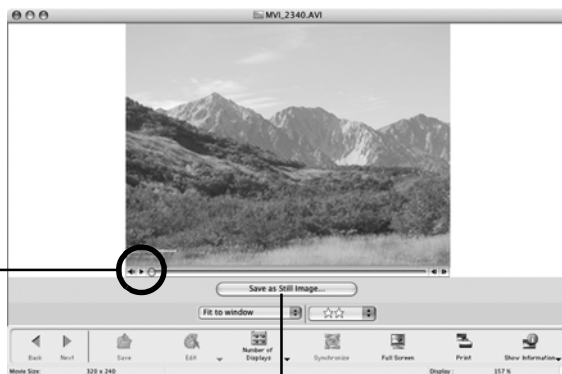 MVI_2340.AVI
Save as Still Image...
Fit to window
Back Next Save Edit Number of Displays Synchronize Full Screen Print Show Information
Movie Size: 320 x 240 Display : 157 %